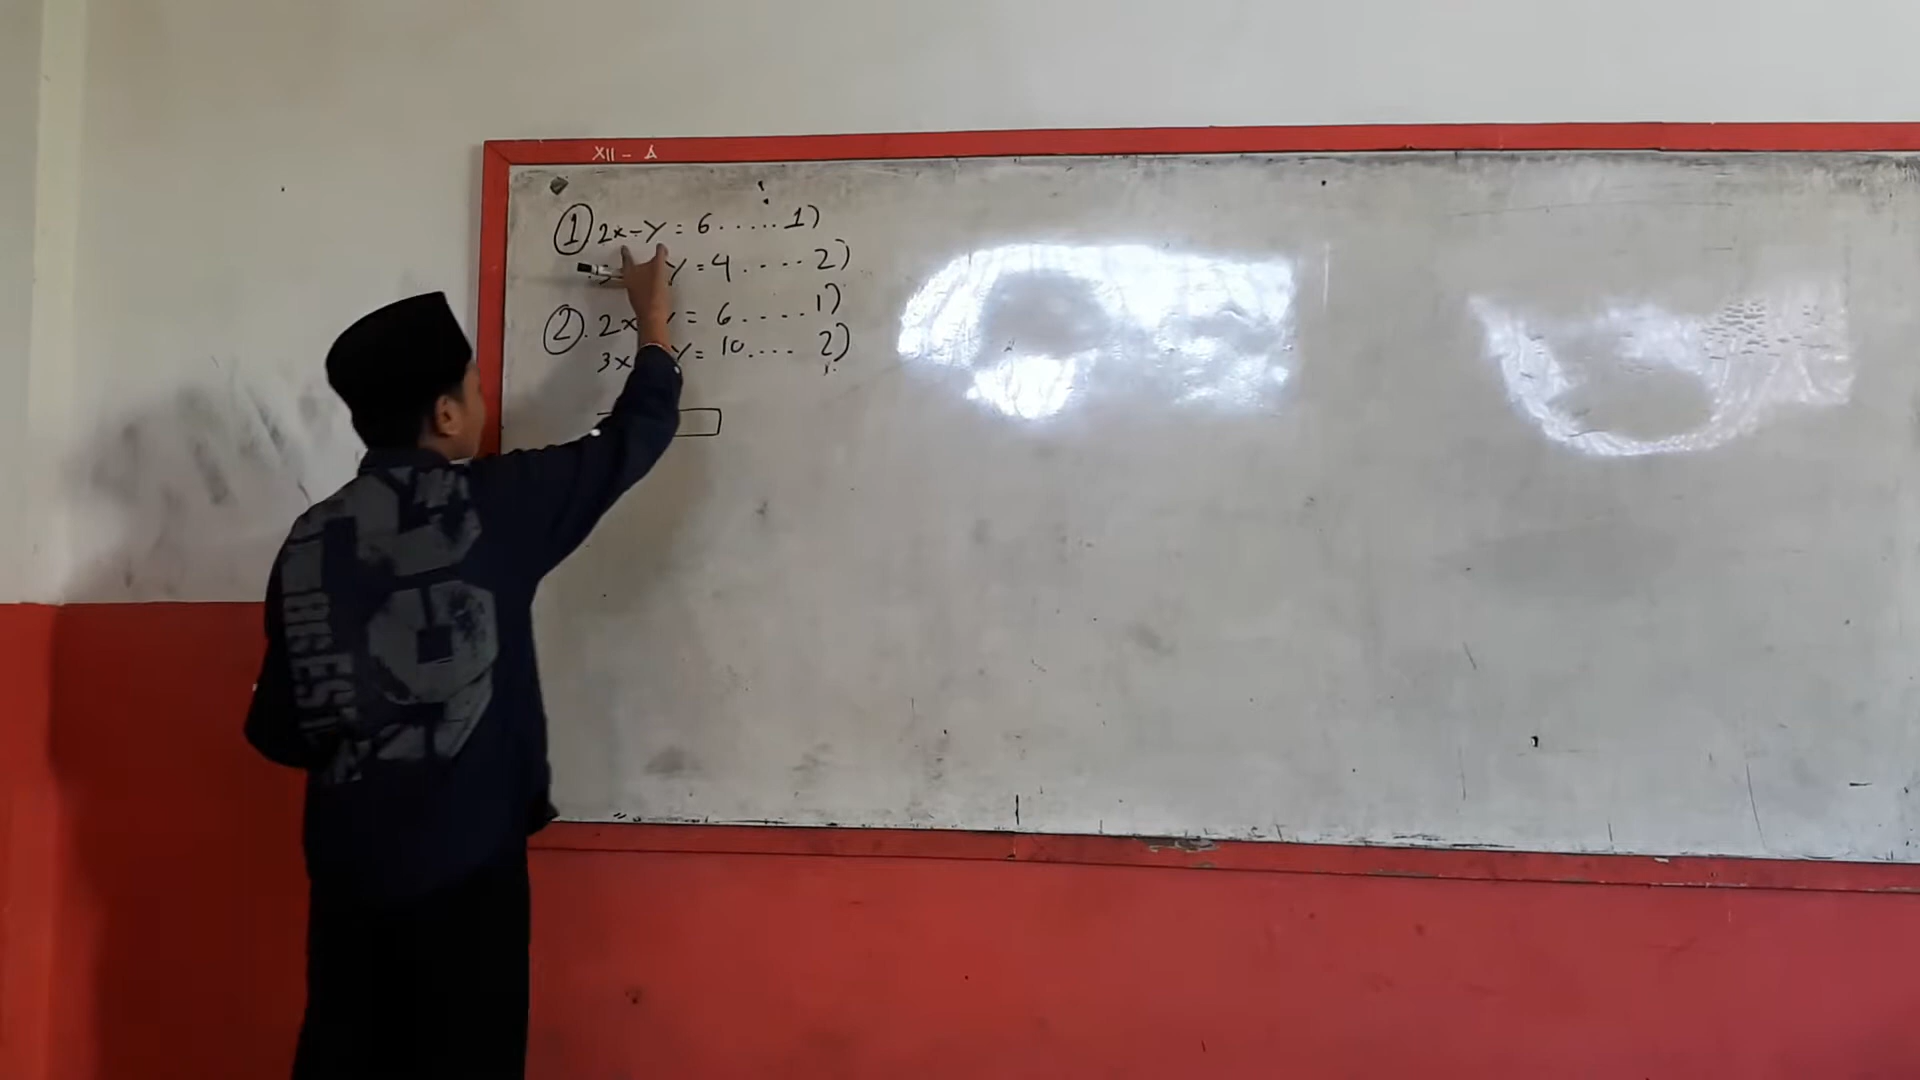 XII - A
① 2x - y = 6 ..... 1)
y = 4 .... 2)
②. 2x y = 6 ..... 1)
3x y = 10 .... 2)